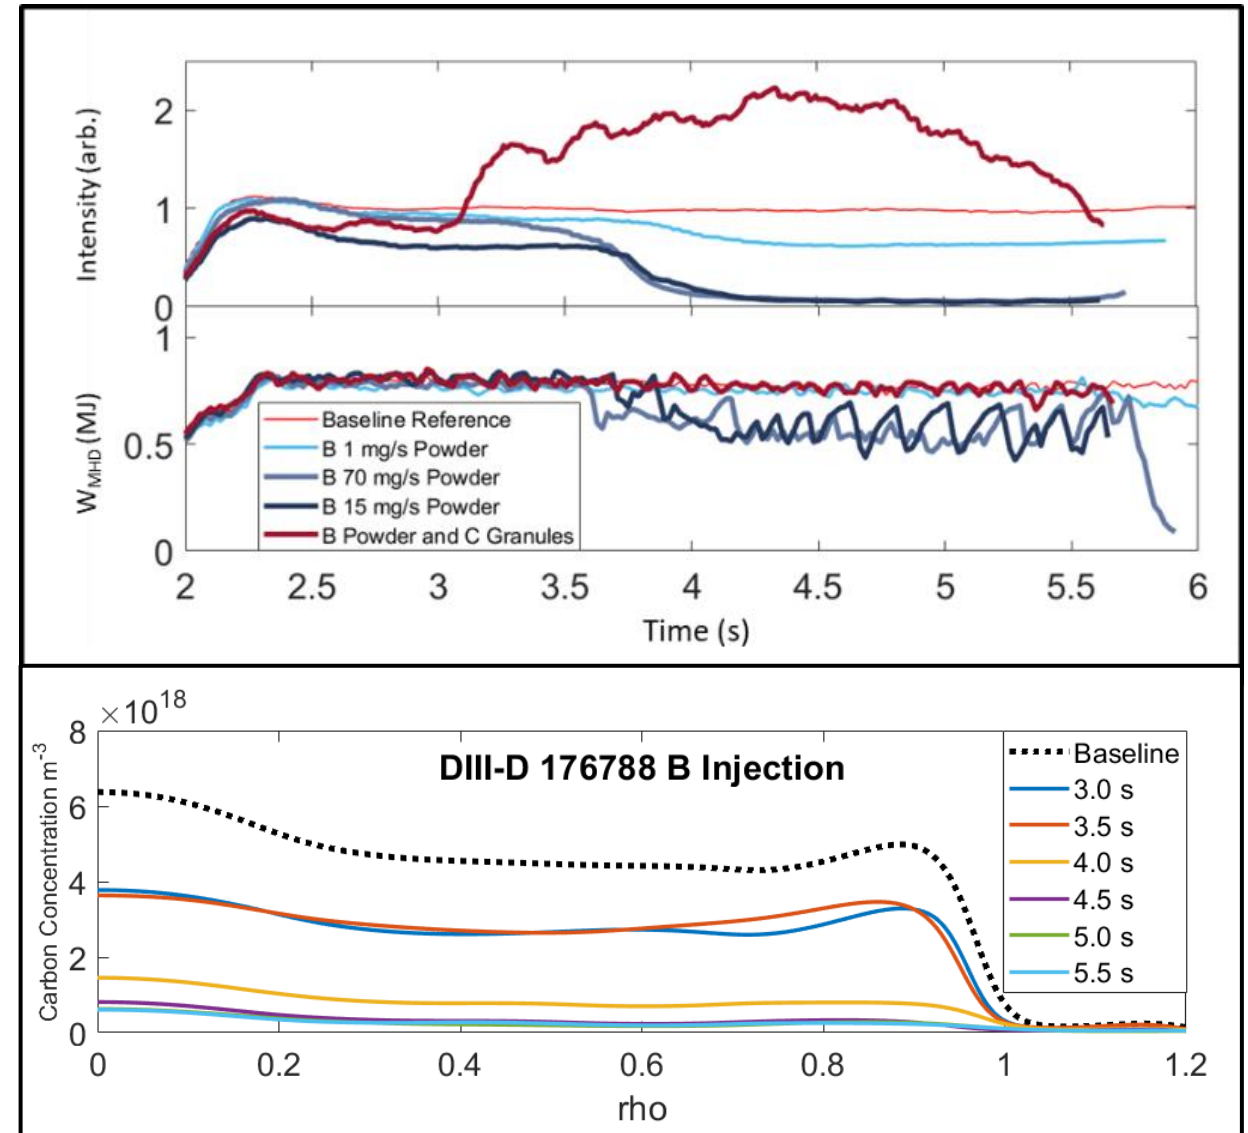 Intensity (arb.)
2
1
0
W_MHD (MJ)
1
0.5
0
Baseline Reference
B 1 mg/s Powder
B 70 mg/s Powder
B 15 mg/s Powder
B Powder and C Granules
2 2.5 3 3.5 4 4.5 5 5.5 6
Time (s)
×10^18
Carbon Concentration m^-3
8
6
4
2
0
DIII-D 176788 B Injection
Baseline
3.0 s
3.5 s
4.0 s
4.5 s
5.0 s
5.5 s
0 0.2 0.4 0.6 0.8 1 1.2
rho